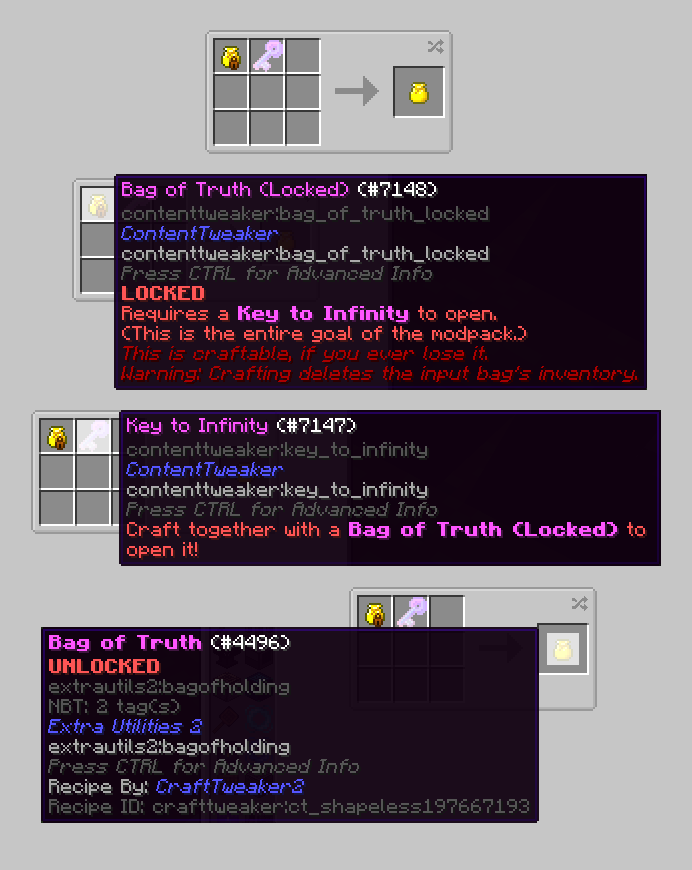 Bag of Truth (Locked) (#7148)
contenttweaker:bag_of_truth_locked
ContentTweaker
contenttweaker:bag_of_truth_locked
Press CTRL for Advanced Info
LOCKED
Requires a Key to Infinity to open.
(This is the entire goal of the modpack.)
This is craftable, if you ever lose it.
Warning: Crafting deletes the input bag's inventory.
Key to Infinity (#7147)
contenttweaker:key_to_infinity
ContentTweaker
contenttweaker:key_to_infinity
Press CTRL for Advanced Info
Craft together with a Bag of Truth (Locked) to
open it!
Bag of Truth (#4496)
UNLOCKED
extrautils2:bagofholding
NBT: 2 tag(s)
Extra Utilities 2
extrautils2:bagofholding
Press CTRL for Advanced Info
Recipe By: CraftTweaker2
Recipe ID: crafttweaker:ct_shapeless197667193